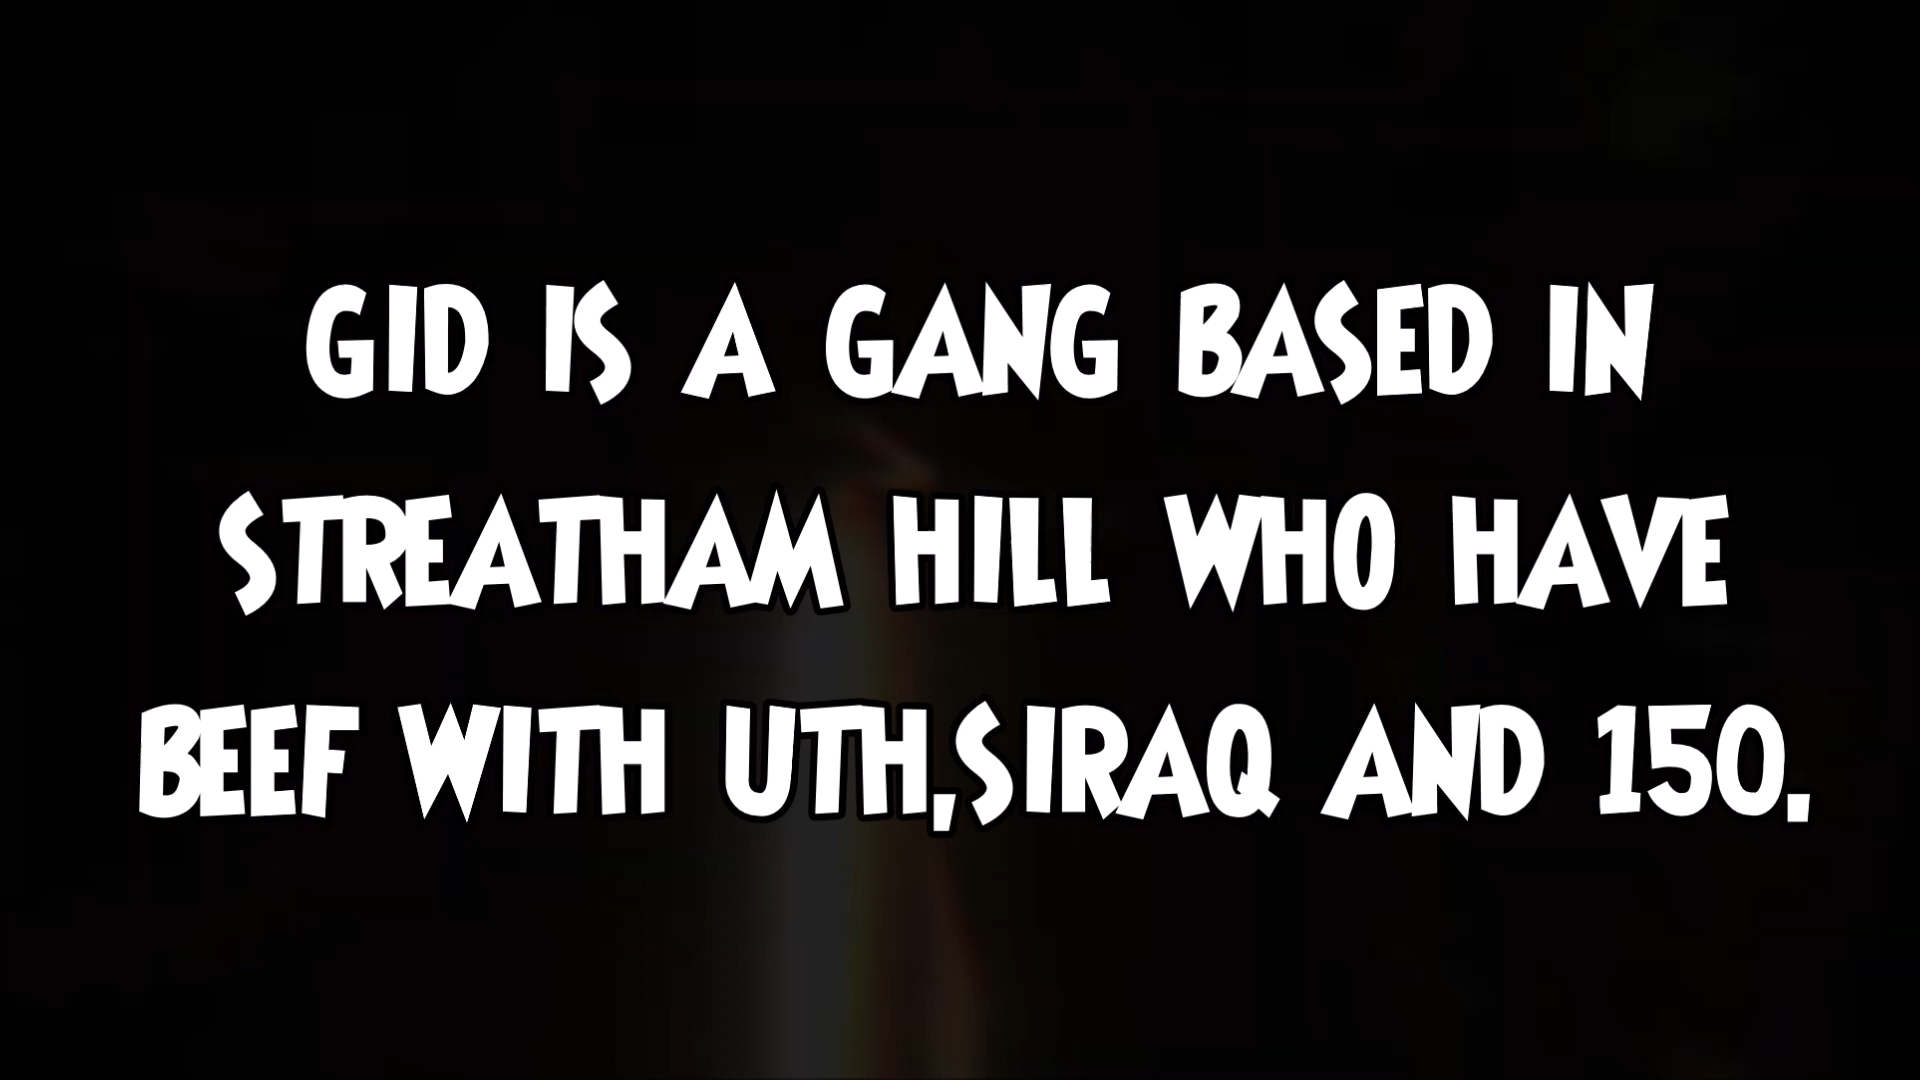 GID IS A GANG BASED IN
STREATHAM HILL WHO HAVE
BEEF WITH UTH,SIRAQ AND 150.